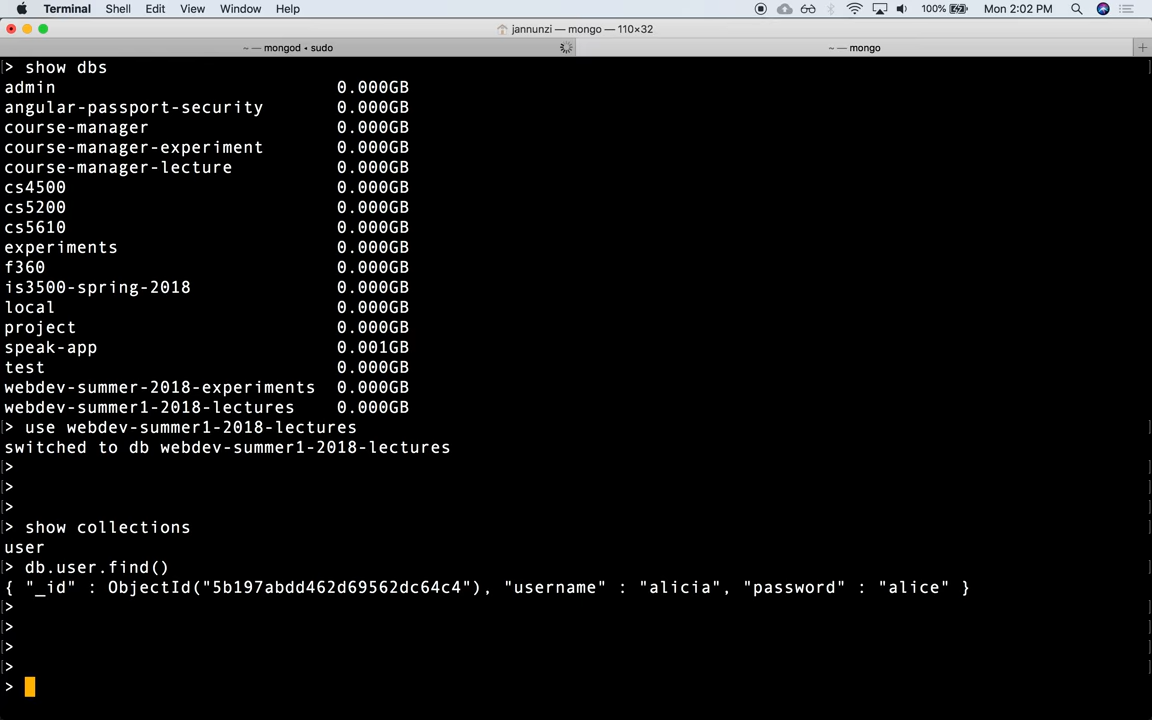 Terminal Shell Edit View Window Help 100% Mon 2:02 PM
jannunzi — mongo — 110×32
~ — mongod • sudo ~ — mongo +
> show dbs
admin 0.000GB
angular-passport-security 0.000GB
course-manager 0.000GB
course-manager-experiment 0.000GB
course-manager-lecture 0.000GB
cs4500 0.000GB
cs5200 0.000GB
cs5610 0.000GB
experiments 0.000GB
f360 0.000GB
is3500-spring-2018 0.000GB
local 0.000GB
project 0.000GB
speak-app 0.001GB
test 0.000GB
webdev-summer-2018-experiments 0.000GB
webdev-summer1-2018-lectures 0.000GB
> use webdev-summer1-2018-lectures
switched to db webdev-summer1-2018-lectures
>
>
>
> show collections
user
> db.user.find()
{ "_id" : ObjectId("5b197abdd462d69562dc64c4"), "username" : "alicia", "password" : "alice" }
>
>
>
>
>